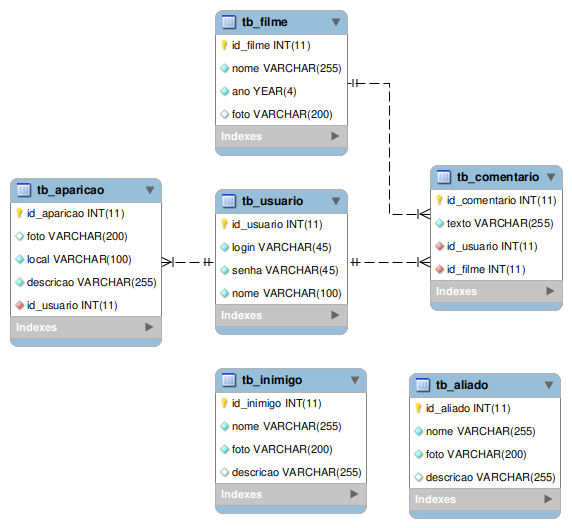 tb_filme
id_filme INT(11)
nome VARCHAR(255)
ano YEAR(4)
foto VARCHAR(200)
Indexes
tb_aparicao
id_aparicao INT(11)
foto VARCHAR(200)
local VARCHAR(100)
descricao VARCHAR(255)
id_usuario INT(11)
Indexes
tb_usuario
id_usuario INT(11)
login VARCHAR(45)
senha VARCHAR(45)
nome VARCHAR(100)
Indexes
tb_comentario
id_comentario INT(11)
texto VARCHAR(255)
id_usuario INT(11)
id_filme INT(11)
Indexes
tb_inimigo
id_inimigo INT(11)
nome VARCHAR(255)
foto VARCHAR(200)
descricao VARCHAR(255)
Indexes
tb_aliado
id_aliado INT(11)
nome VARCHAR(255)
foto VARCHAR(200)
descricao VARCHAR(255)
Indexes